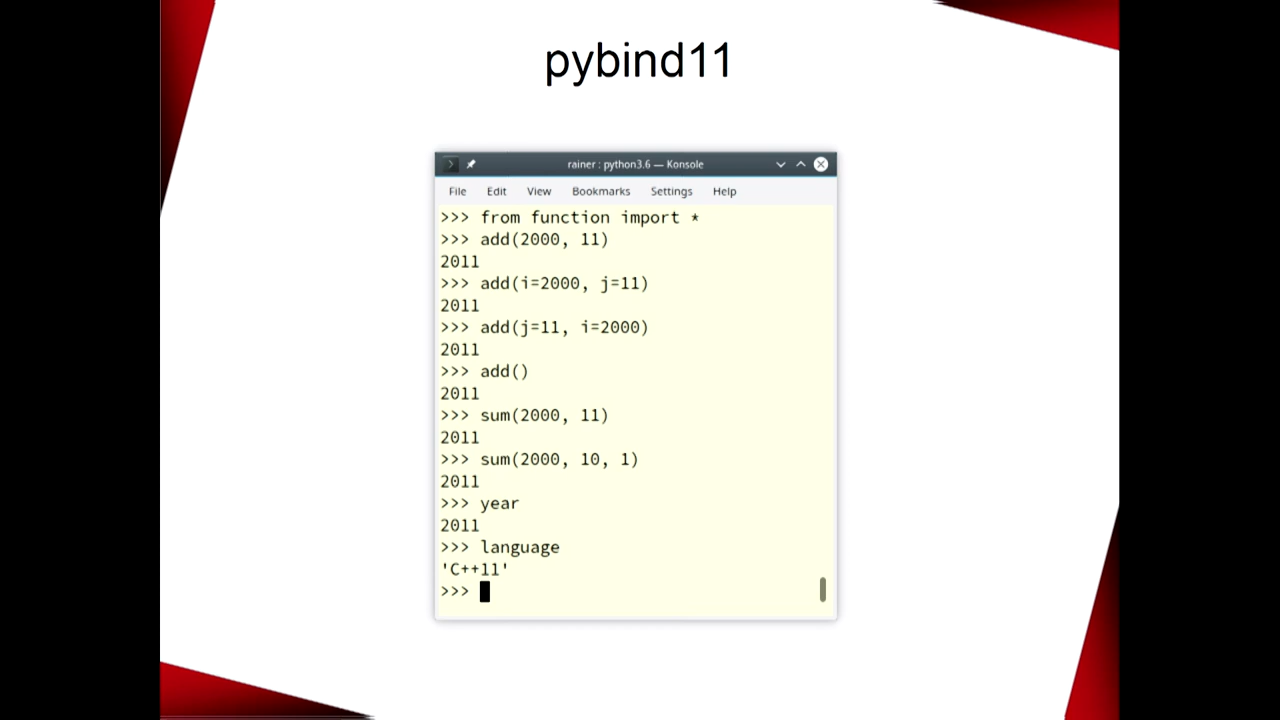 pybind11
rainer : python3.6 — Konsole
File Edit View Bookmarks Settings Help
>>> from function import *
>>> add(2000, 11)
2011
>>> add(i=2000, j=11)
2011
>>> add(j=11, i=2000)
2011
>>> add()
2011
>>> sum(2000, 11)
2011
>>> sum(2000, 10, 1)
2011
>>> year
2011
>>> language
'C++11'
>>>